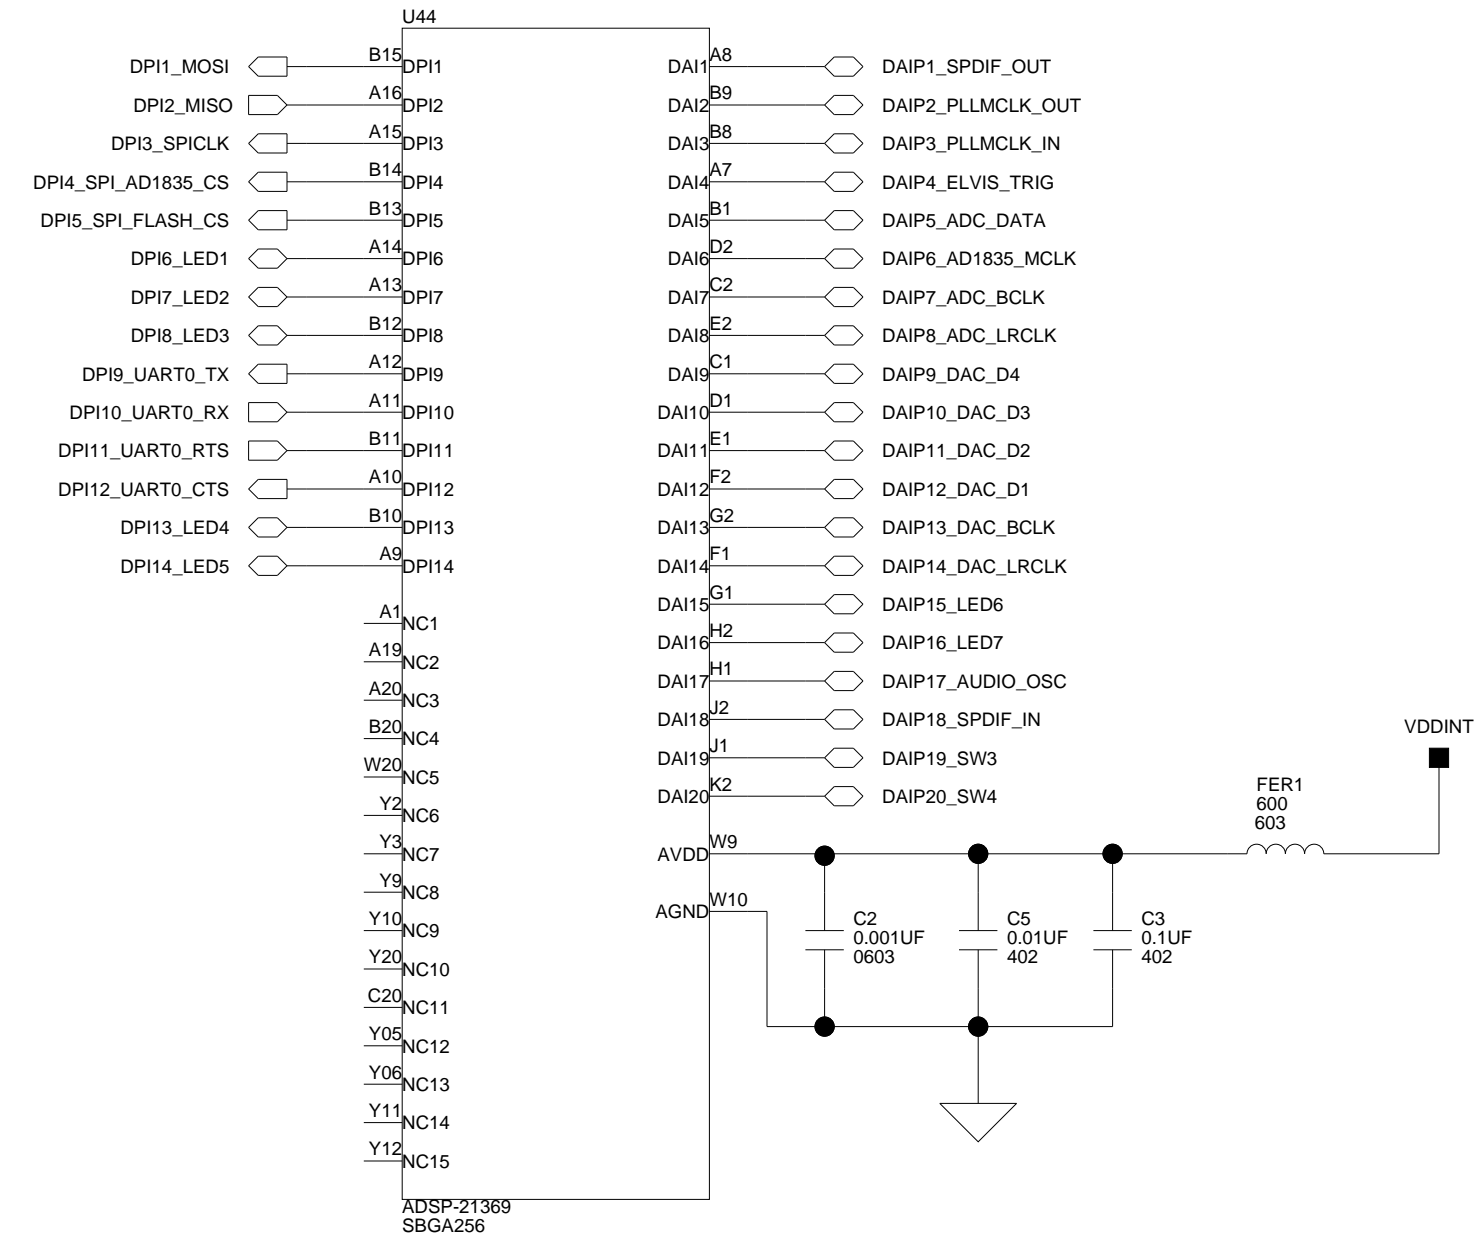 U44
DPI1_MOSI B15 DPI1 DAI1 A8 DAIP1_SPDIF_OUT
DPI2_MISO A16 DPI2 DAI2 B9 DAIP2_PLLMCLK_OUT
DPI3_SPICLK A15 DPI3 DAI3 B8 DAIP3_PLLMCLK_IN
DPI4_SPI_AD1835_CS B14 DPI4 DAI4 A7 DAIP4_ELVIS_TRIG
DPI5_SPI_FLASH_CS B13 DPI5 DAI5 B1 DAIP5_ADC_DATA
DPI6_LED1 A14 DPI6 DAI6 D2 DAIP6_AD1835_MCLK
DPI7_LED2 A13 DPI7 DAI7 C2 DAIP7_ADC_BCLK
DPI8_LED3 B12 DPI8 DAI8 E2 DAIP8_ADC_LRCLK
DPI9_UART0_TX A12 DPI9 DAI9 C1 DAIP9_DAC_D4
DPI10_UART0_RX A11 DPI10 DAI10 D1 DAIP10_DAC_D3
DPI11_UART0_RTS B11 DPI11 DAI11 E1 DAIP11_DAC_D2
DPI12_UART0_CTS A10 DPI12 DAI12 F2 DAIP12_DAC_D1
DPI13_LED4 B10 DPI13 DAI13 G2 DAIP13_DAC_BCLK
DPI14_LED5 A9 DPI14 DAI14 F1 DAIP14_DAC_LRCLK
DAI15 G1 DAIP15_LED6
A1 NC1
DAI16 H2 DAIP16_LED7
A19 NC2
DAI17 H1 DAIP17_AUDIO_OSC
A20 NC3
DAI18 J2 DAIP18_SPDIF_IN
VDDINT
B20 NC4
DAI19 J1 DAIP19_SW3
W20 NC5
DAI20 K2 DAIP20_SW4
FER1
600
603
Y2 NC6
Y3 NC7 AVDD W9
Y9 NC8
AGND W10
Y10 NC9
C2
0.001UF
0603
C5
0.01UF
402
C3
0.1UF
402
Y20 NC10
C20 NC11
Y05 NC12
Y06 NC13
Y11 NC14
Y12 NC15
ADSP-21369
SBGA256